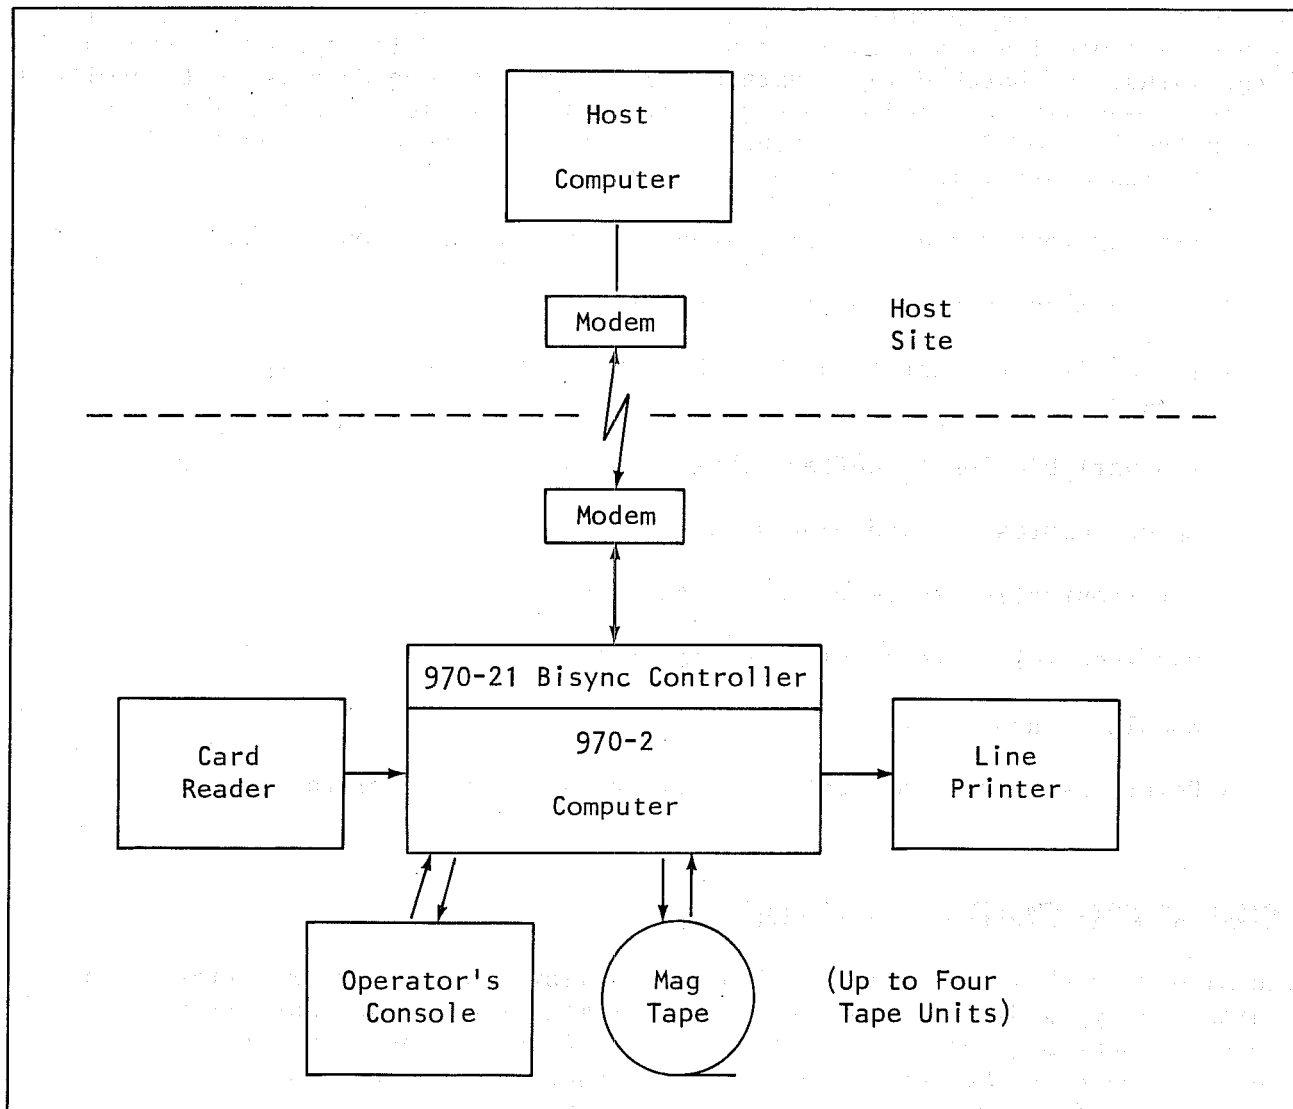 Host
Computer
Modem
Host
Site
Modem
970-21 Bisync Controller
970-2
Computer
Card
Reader
Line
Printer
Operator's
Console
Mag
Tape
(Up to Four
Tape Units)